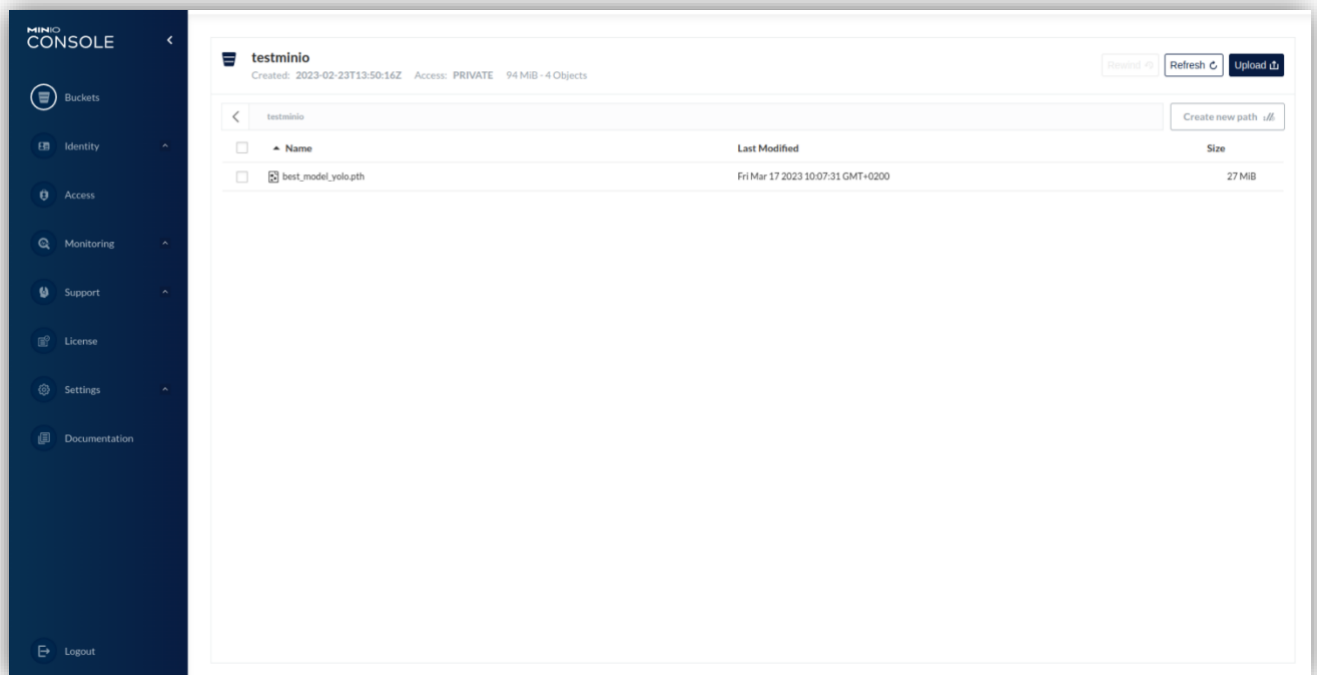 MINIO
CONSOLE
Buckets
Identity
Access
Monitoring
Support
License
Settings
Documentation
Logout
testminio
Created: 2023-02-23T13:50:16Z Access: PRIVATE 94 MiB - 4 Objects
Rewind
Refresh
Upload
testminio
Create new path
Name Last Modified Size
best_model_yolo.pth Fri Mar 17 2023 10:07:31 GMT+0200 27 MiB